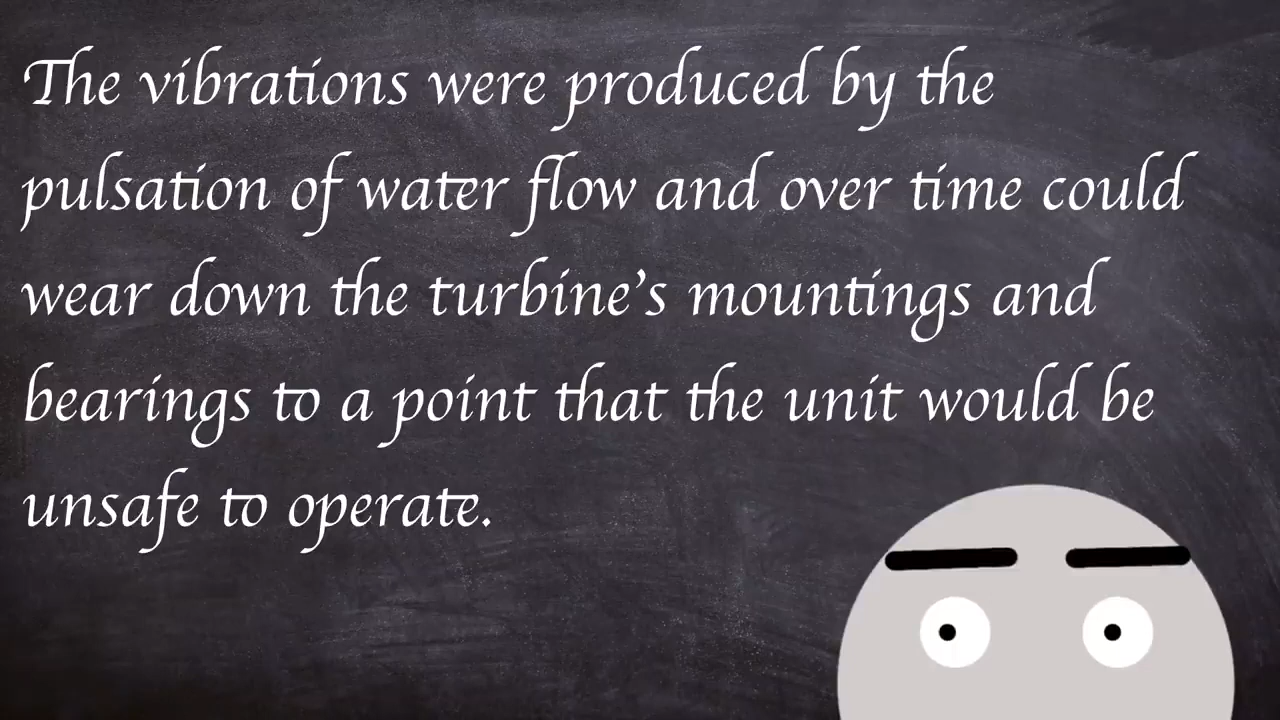 The vibrations were produced by the
pulsation of water flow and over time could
wear down the turbine’s mountings and
bearings to a point that the unit would be
unsafe to operate.